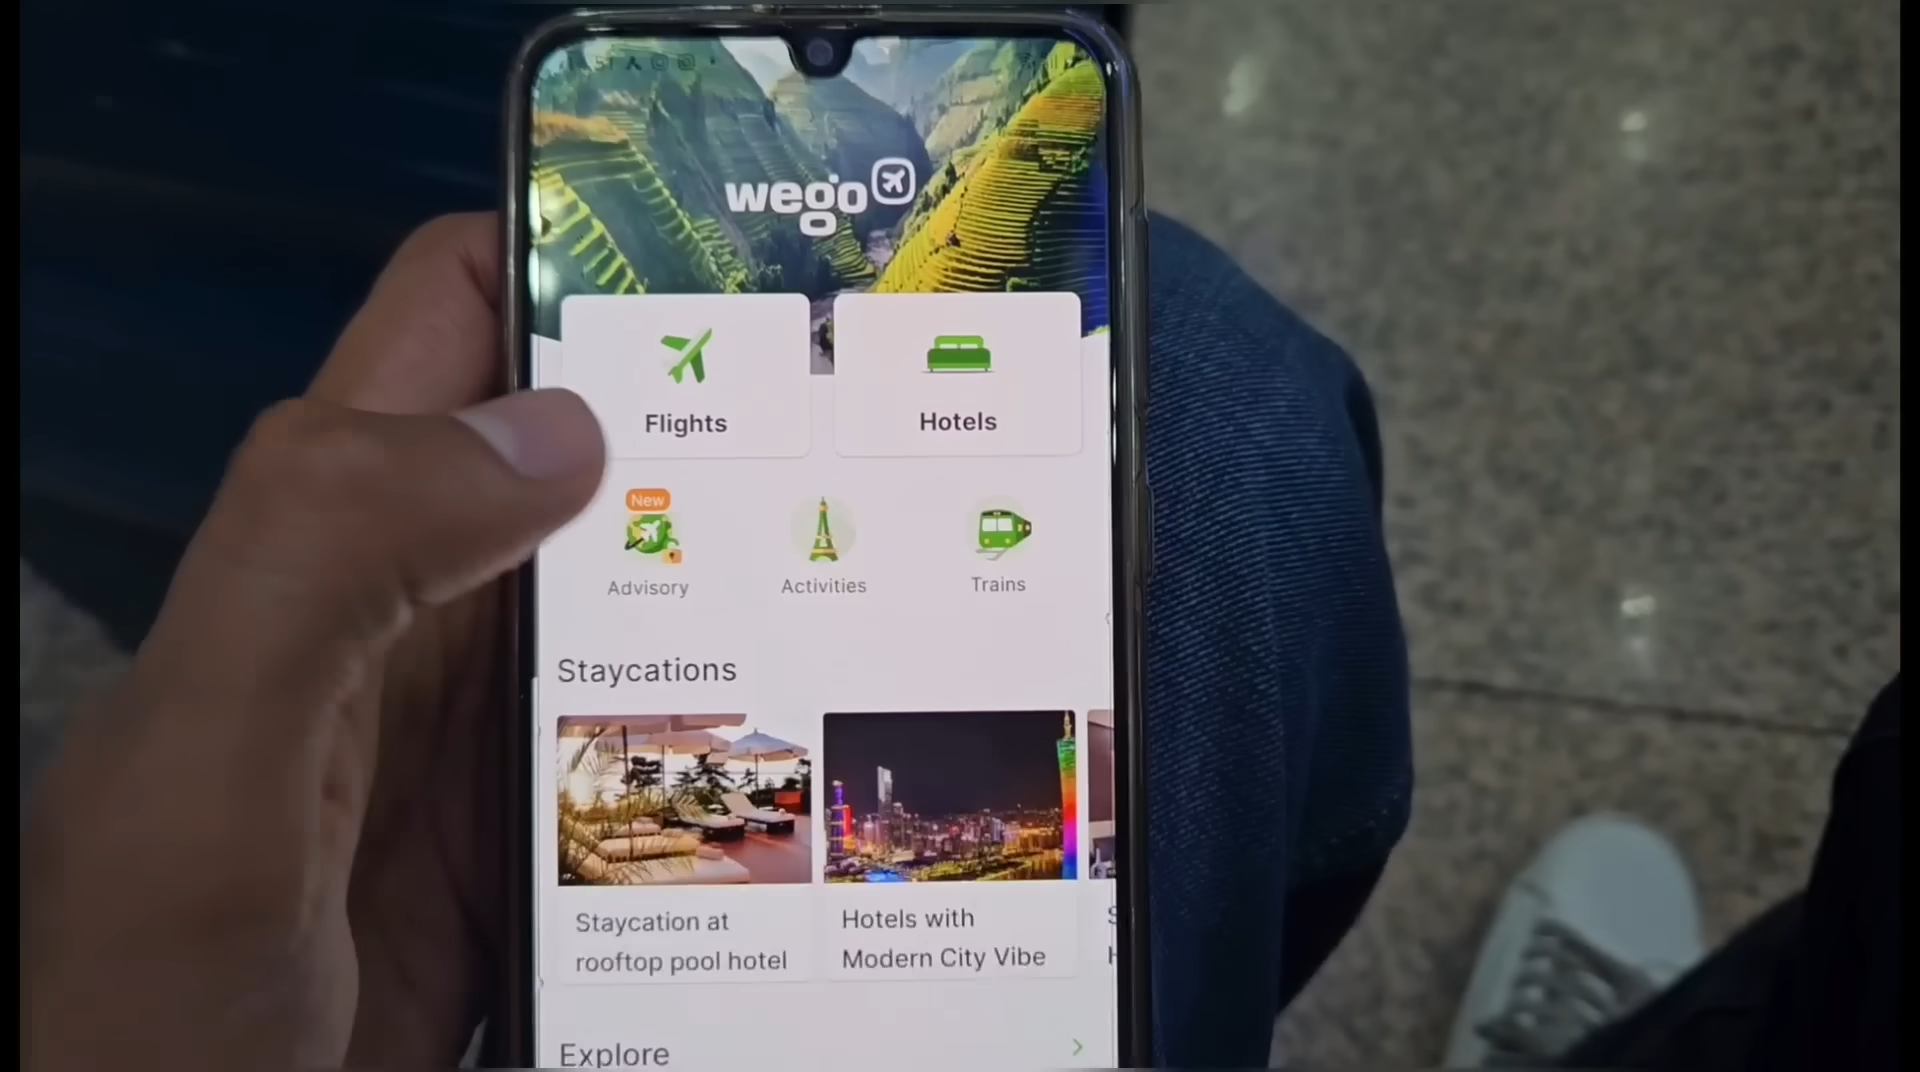 wego
Flights
Hotels
New
Advisory
Activities
Trains
Staycations
Staycation at
rooftop pool hotel
Hotels with
Modern City Vibe
Explore